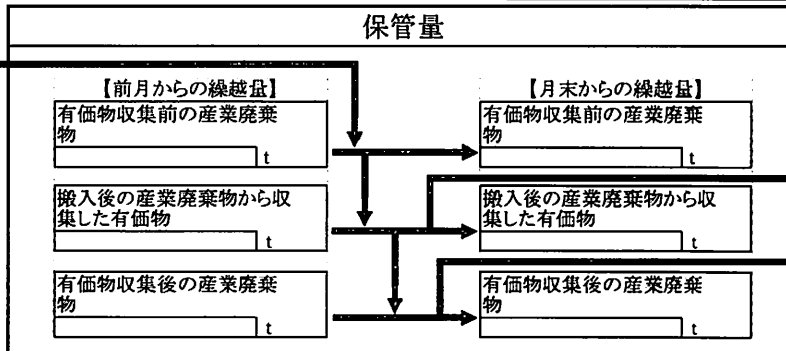 保管量
【前月からの繰越量】
有価物収集前の産業廃棄
物
t
搬入後の産業廃棄物から収
集した有価物
t
有価物収集後の産業廃棄
物
t
【月末からの繰越量】
有価物収集前の産業廃棄
物
t
搬入後の産業廃棄物から収
集した有価物
t
有価物収集後の産業廃棄
物
t